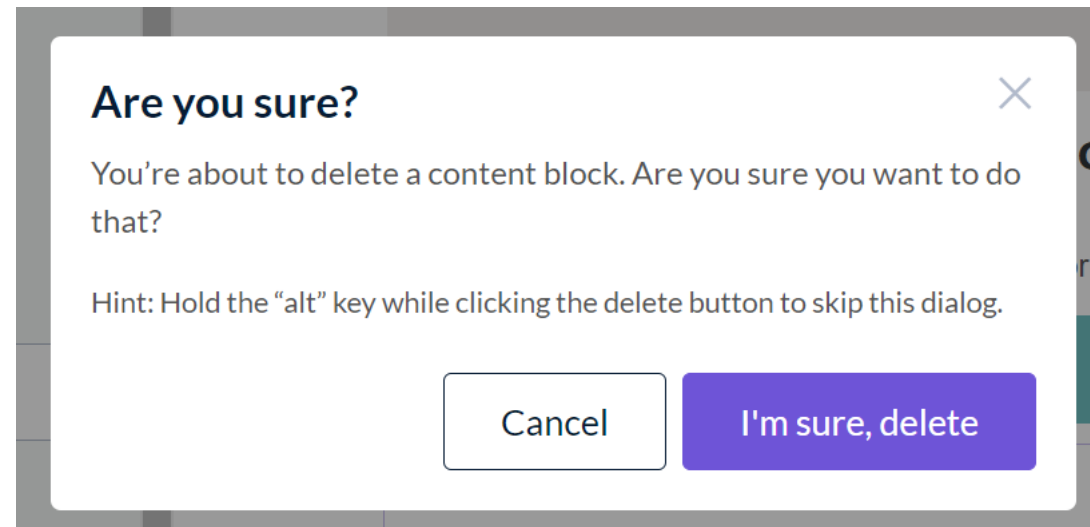 Are you sure?
You’re about to delete a content block. Are you sure you want to do
that?
Hint: Hold the “alt” key while clicking the delete button to skip this dialog.
Cancel
I'm sure, delete